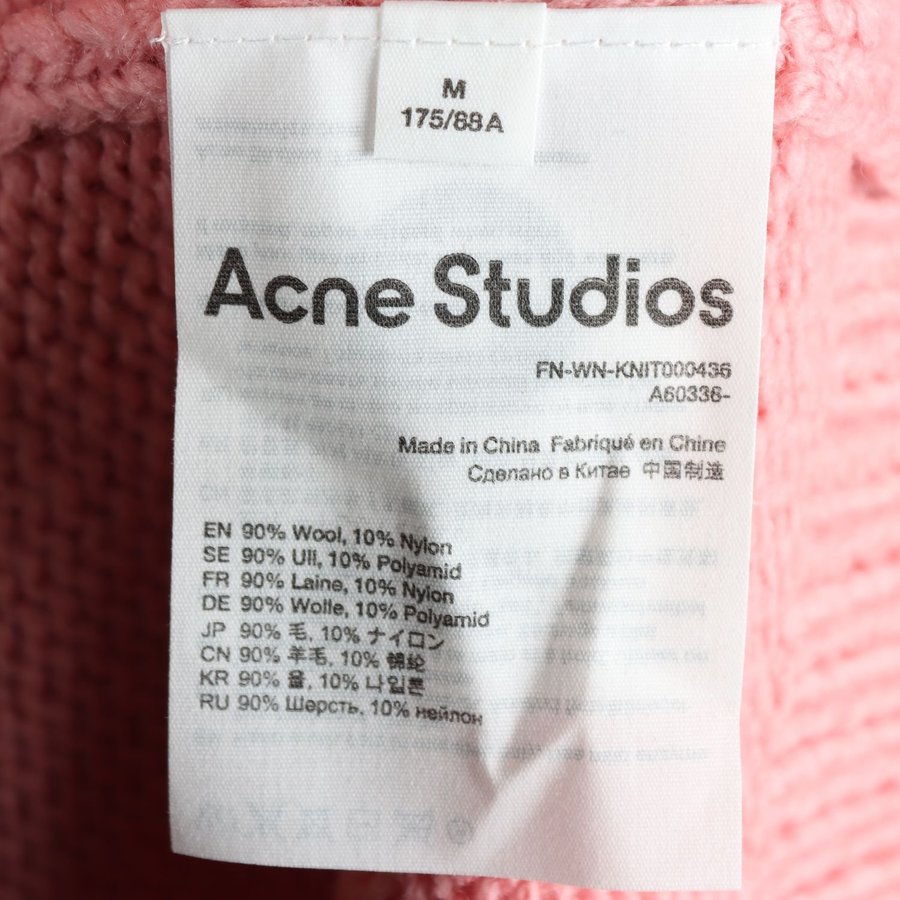 M
175/88A
Acne Studios
FN-WN-KNIT000436
A60336-
Made in China Fabriqué en Chine
Сделано в Китае 中国制造
EN 90% Wool, 10% Nylon
SE 90% Ull, 10% Polyamid
FR 90% Laine, 10% Nylon
DE 90% Wolle, 10% Polyamid
JP 90% 毛, 10% ナイロン
CN 90% 羊毛, 10% 锦纶
KR 90% 울, 10% 나일론
RU 90% Шерсть, 10% нейлон